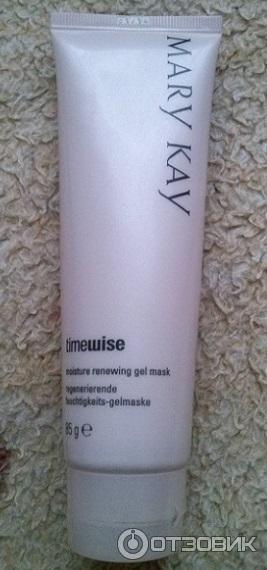 MARY KAY
timewise
moisture renewing gel mask
regenerierende
feuchtigkeits-gelmaske
85 g ℮
ОТЗОВИК